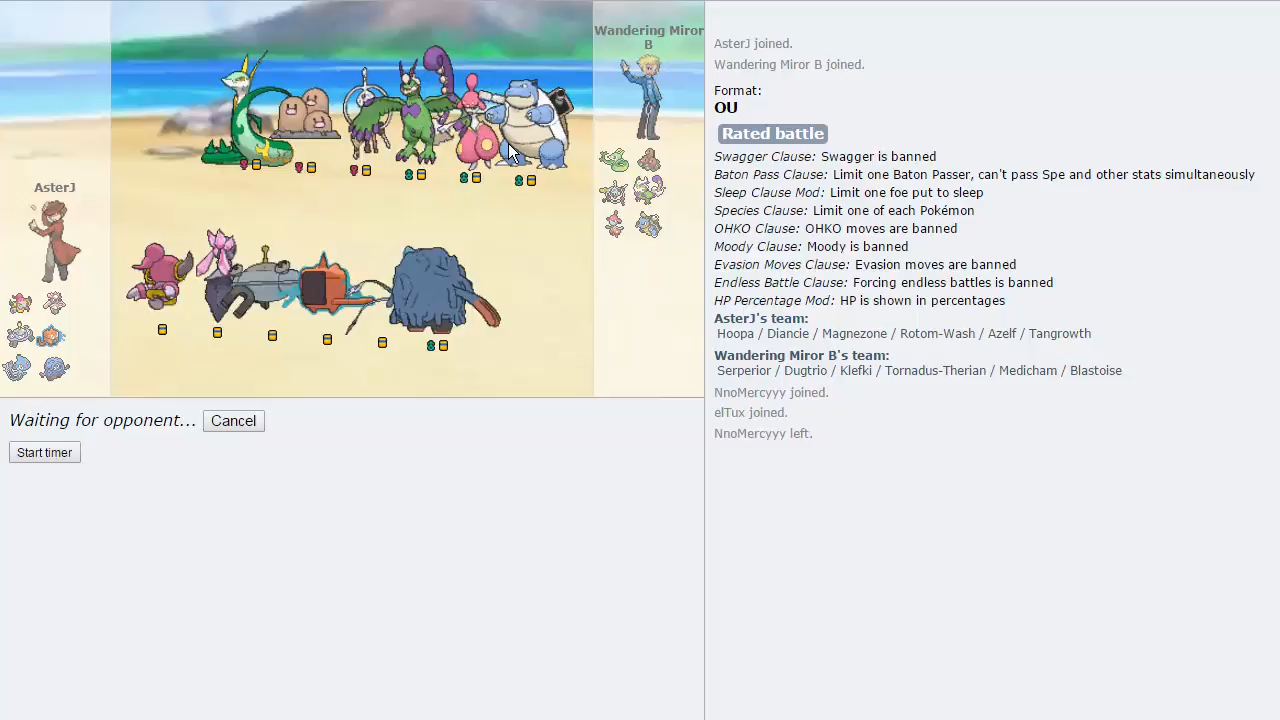 Wandering Miror
B
AsterJ
Waiting for opponent... Cancel
Start timer
AsterJ joined.
Wandering Miror B joined.
Format:
OU
Rated battle
Swagger Clause: Swagger is banned
Baton Pass Clause: Limit one Baton Passer, can't pass Spe and other stats simultaneously
Sleep Clause Mod: Limit one foe put to sleep
Species Clause: Limit one of each Pokémon
OHKO Clause: OHKO moves are banned
Moody Clause: Moody is banned
Evasion Moves Clause: Evasion moves are banned
Endless Battle Clause: Forcing endless battles is banned
HP Percentage Mod: HP is shown in percentages
AsterJ's team:
Hoopa / Diancie / Magnezone / Rotom-Wash / Azelf / Tangrowth
Wandering Miror B's team:
Serperior / Dugtrio / Klefki / Tornadus-Therian / Medicham / Blastoise
NnoMercyyy joined.
elTux joined.
NnoMercyyy left.